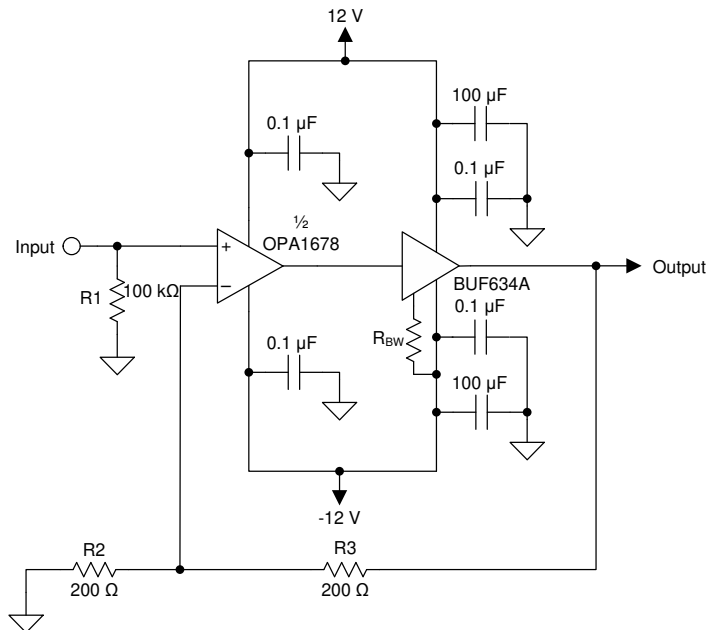 12 V
100 µF
0.1 µF
0.1 µF
½
OPA1678
Input
+
−
R1
100 kΩ
BUF634A
Output
0.1 µF
R_BW
0.1 µF
100 µF
-12 V
R2
200 Ω
R3
200 Ω